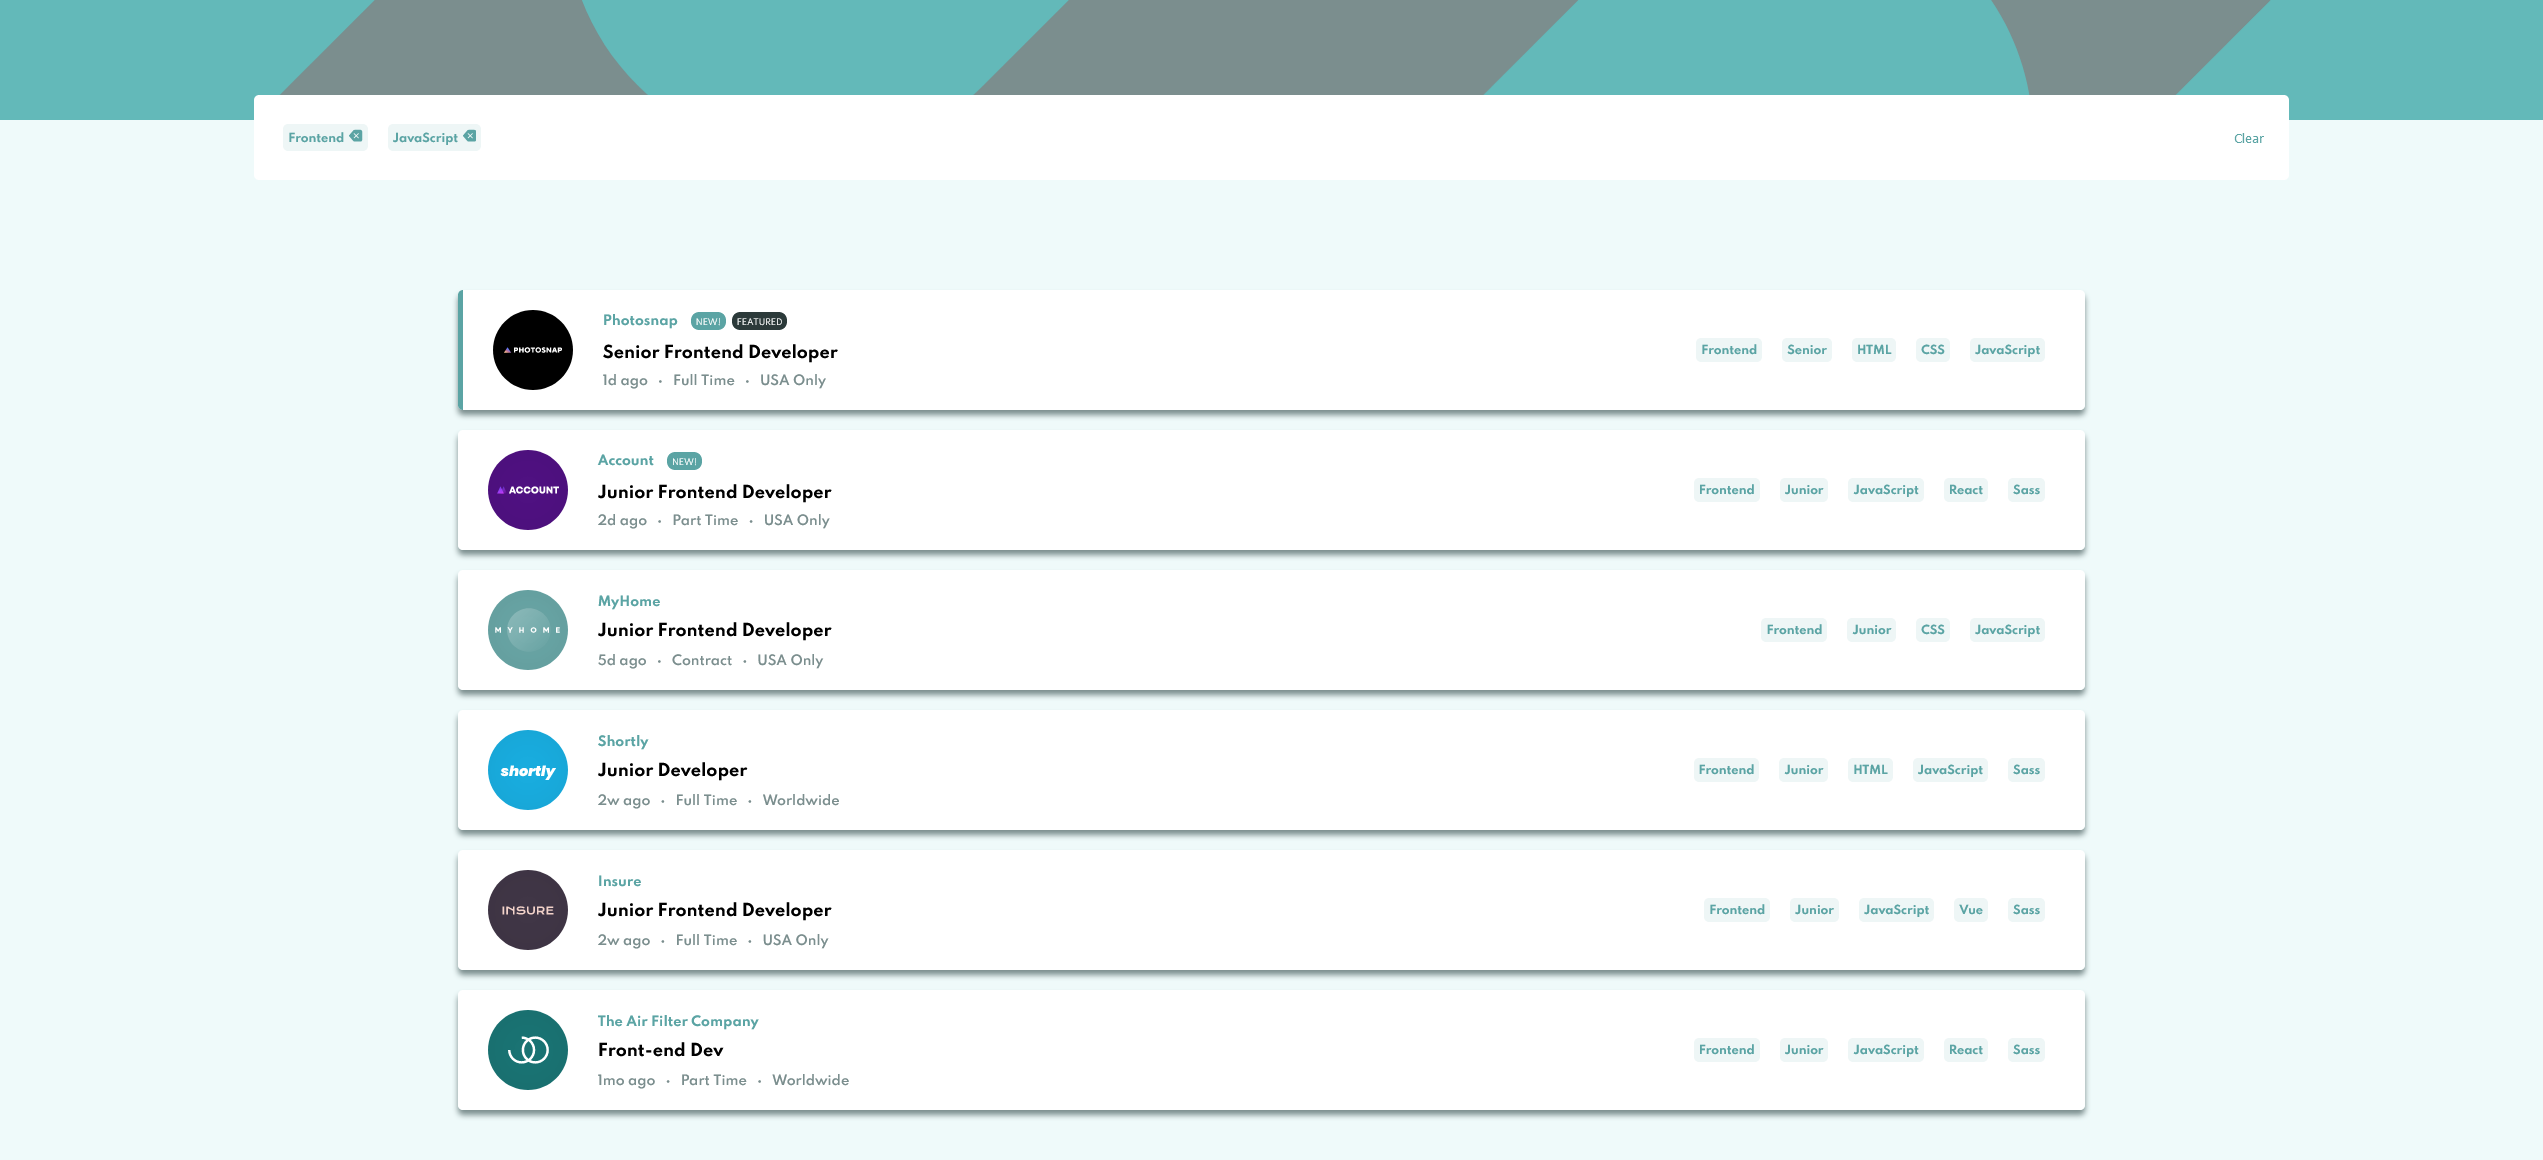 Frontend JavaScript Clear
PHOTOSNAP
Photosnap NEW! FEATURED
Senior Frontend Developer
1d ago • Full Time • USA Only
Frontend Senior HTML CSS JavaScript
ACCOUNT
Account NEW!
Junior Frontend Developer
2d ago • Part Time • USA Only
Frontend Junior JavaScript React Sass
MYHOME
MyHome
Junior Frontend Developer
5d ago • Contract • USA Only
Frontend Junior CSS JavaScript
shortly
Shortly
Junior Developer
2w ago • Full Time • Worldwide
Frontend Junior HTML JavaScript Sass
INSURE
Insure
Junior Frontend Developer
2w ago • Full Time • USA Only
Frontend Junior JavaScript Vue Sass
The Air Filter Company
Front-end Dev
1mo ago • Part Time • Worldwide
Frontend Junior JavaScript React Sass